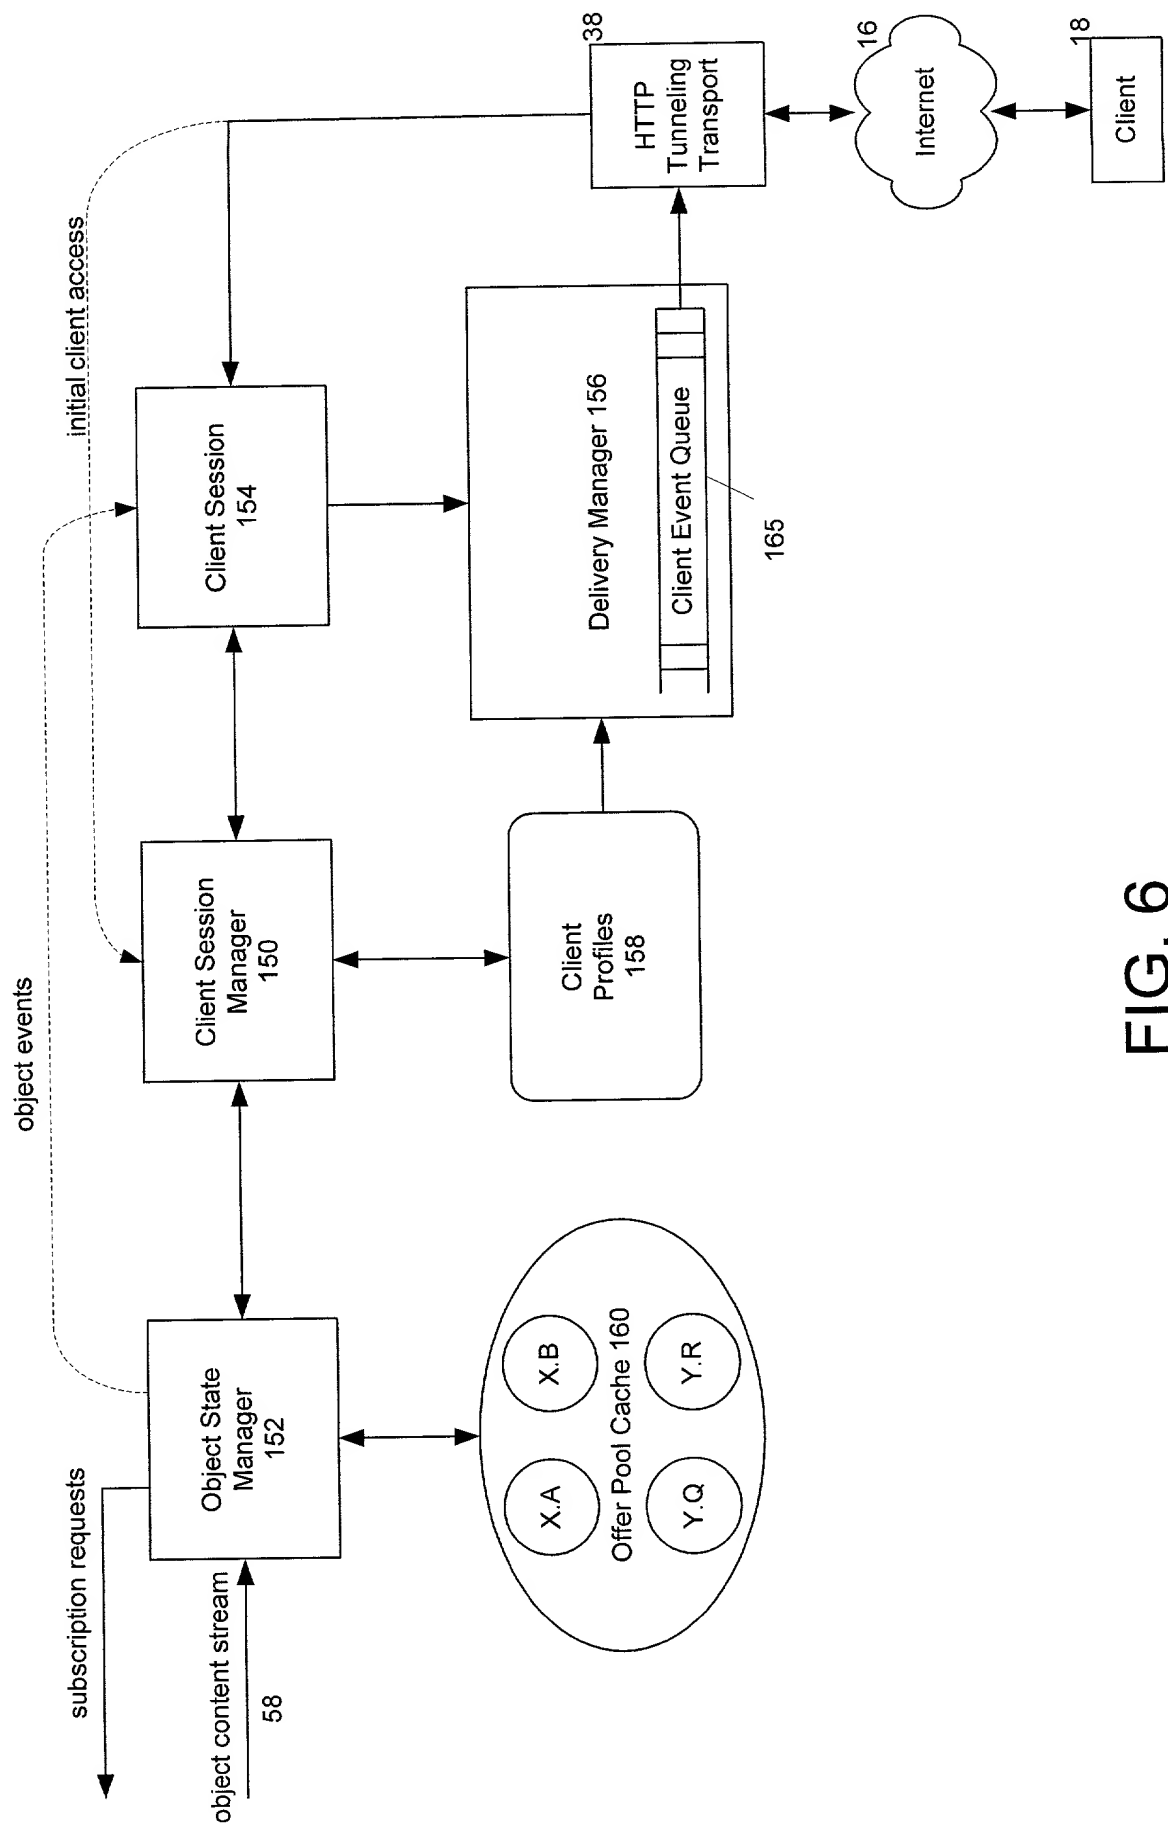 object events
initial client access
subscription requests
object content stream
58
Object State
Manager
152
Client Session
Manager
150
Client Session
154
38
HTTP
Tunneling
Transport
16
Internet
18
Client
X.A
X.B
Offer Pool Cache 160
Y.Q
Y.R
Client
Profiles
158
Delivery Manager 156
Client Event Queue
165
FIG. 6